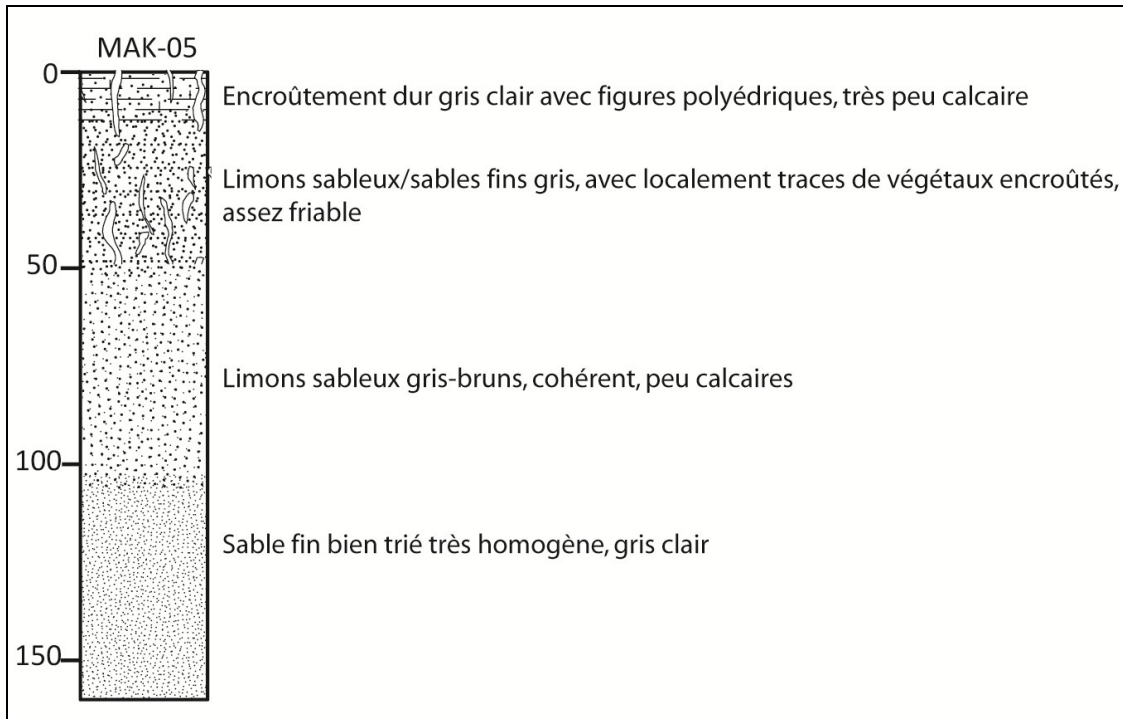 MAK-05
0
Encroûtement dur gris clair avec figures polyédriques, très peu calcaire
Limons sableux/sables fins gris, avec localement traces de végétaux encroûtés,
assez friable
50
Limons sableux gris-bruns, cohérent, peu calcaires
100
Sable fin bien trié très homogène, gris clair
150